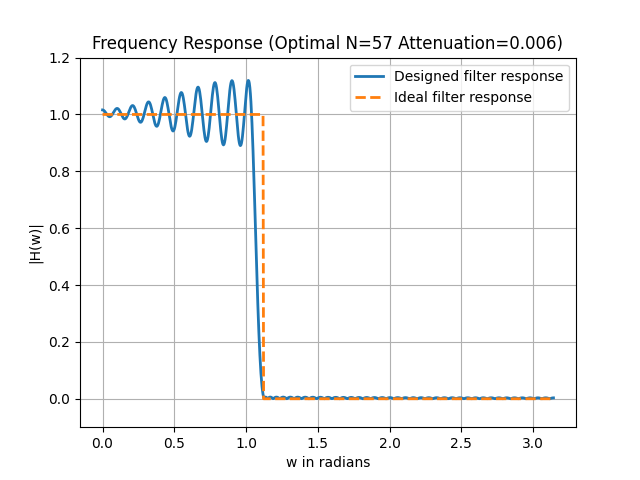 Frequency Response (Optimal N=57 Attenuation=0.006)
Designed filter response
Ideal filter response
|H(w)|
1.2
1.0
0.8
0.6
0.4
0.2
0.0
0.0 0.5 1.0 1.5 2.0 2.5 3.0
w in radians